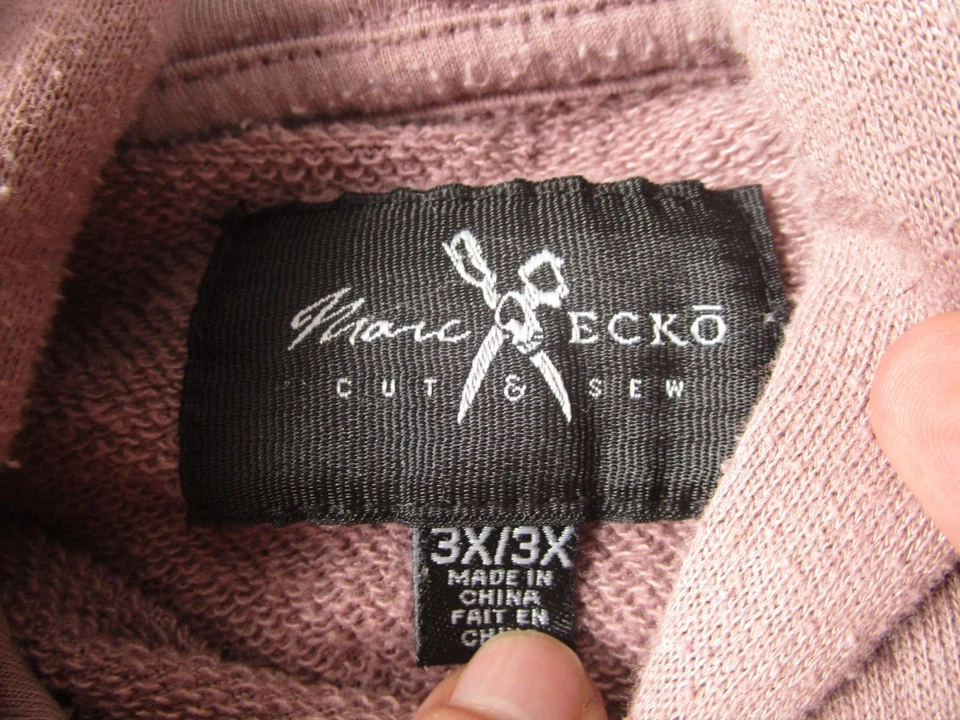 Marc ECKŌ
CUT & SEW
3X/3X
MADE IN
CHINA
FAIT EN